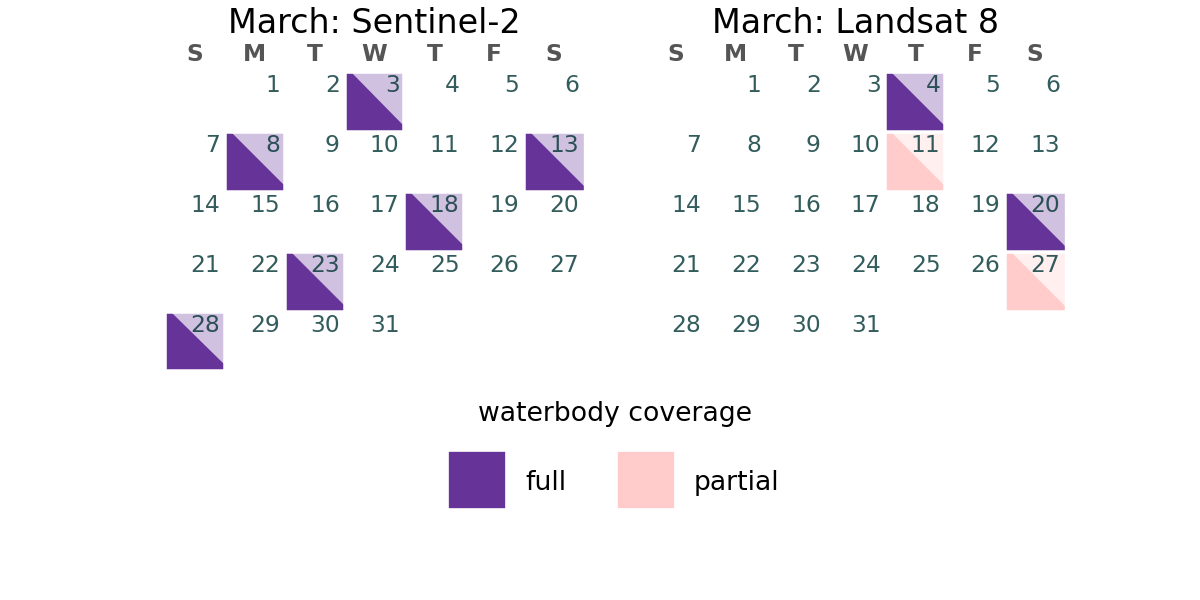 March: Sentinel-2
S M T W T F S
1 2 3 4 5 6
7 8 9 10 11 12 13
14 15 16 17 18 19 20
21 22 23 24 25 26 27
28 29 30 31
March: Landsat 8
S M T W T F S
1 2 3 4 5 6
7 8 9 10 11 12 13
14 15 16 17 18 19 20
21 22 23 24 25 26 27
28 29 30 31
waterbody coverage
full partial